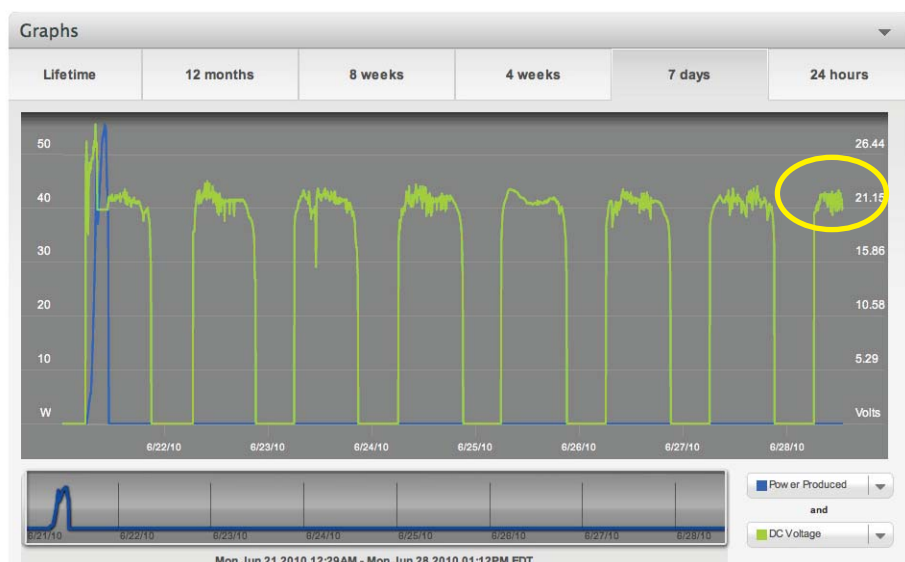 Graphs
Lifetime 12 months 8 weeks 4 weeks 7 days 24 hours
50 26.44
40 21.15
30 15.86
20 10.58
10 5.29
W Volts
6/22/10 6/23/10 6/24/10 6/25/10 6/26/10 6/27/10 6/28/10
6/21/10 6/22/10 6/23/10 6/24/10 6/25/10 6/26/10 6/27/10 6/28/10
Power Produced
and
DC Voltage
Mon Jun 21 2010 12:29AM - Mon Jun 28 2010 01:12PM EDT